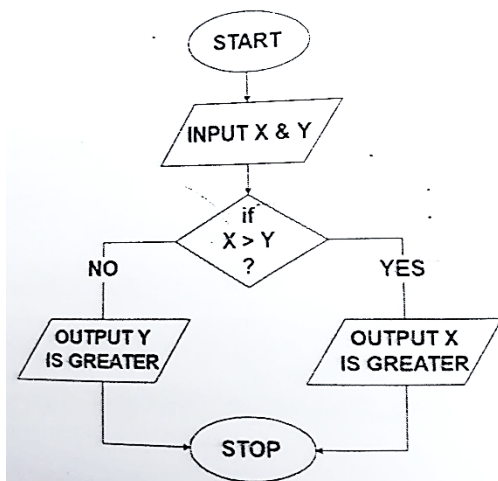 START
INPUT X & Y
if
X > Y
?
NO
YES
OUTPUT Y
IS GREATER
OUTPUT X
IS GREATER
STOP